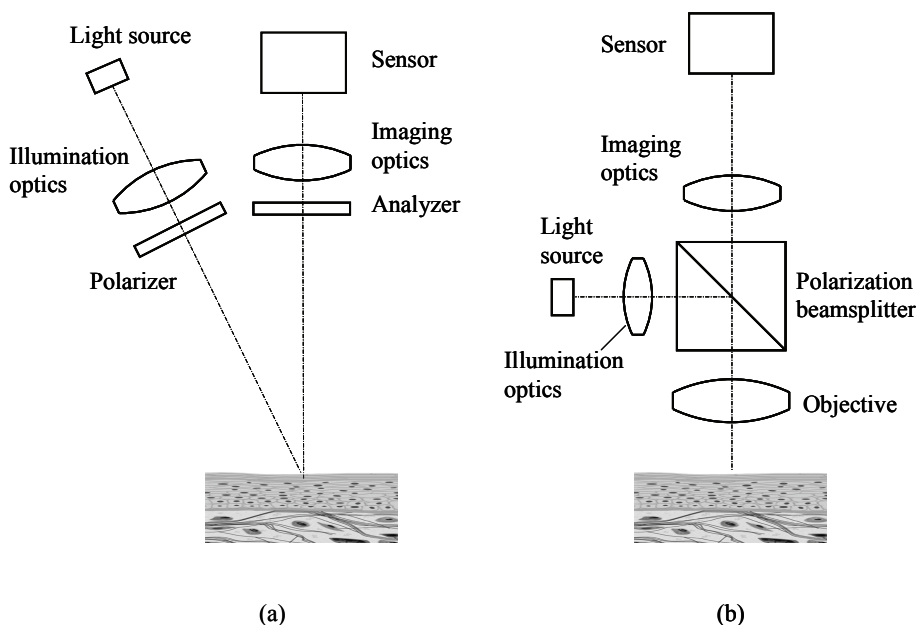 Light source
Sensor
Illumination
optics
Imaging
optics
Analyzer
Polarizer
(a)
Sensor
Imaging
optics
Light
source
Polarization
beamsplitter
Illumination
optics
Objective
(b)